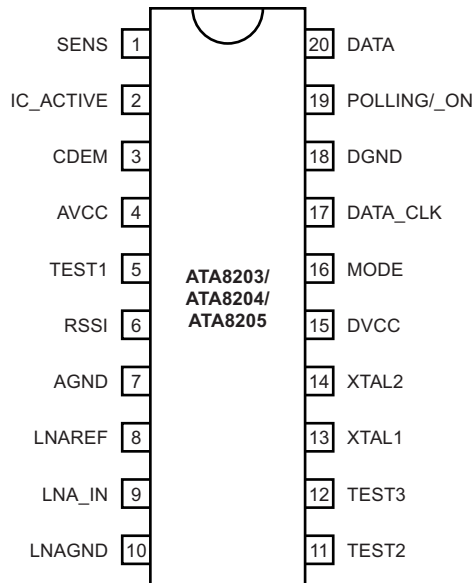 SENS 1 20 DATA
IC_ACTIVE 2 19 POLLING/_ON
CDEM 3 18 DGND
AVCC 4 17 DATA_CLK
TEST1 5 16 MODE
ATA8203/
ATA8204/
ATA8205
RSSI 6 15 DVCC
AGND 7 14 XTAL2
LNAREF 8 13 XTAL1
LNA_IN 9 12 TEST3
LNAGND 10 11 TEST2